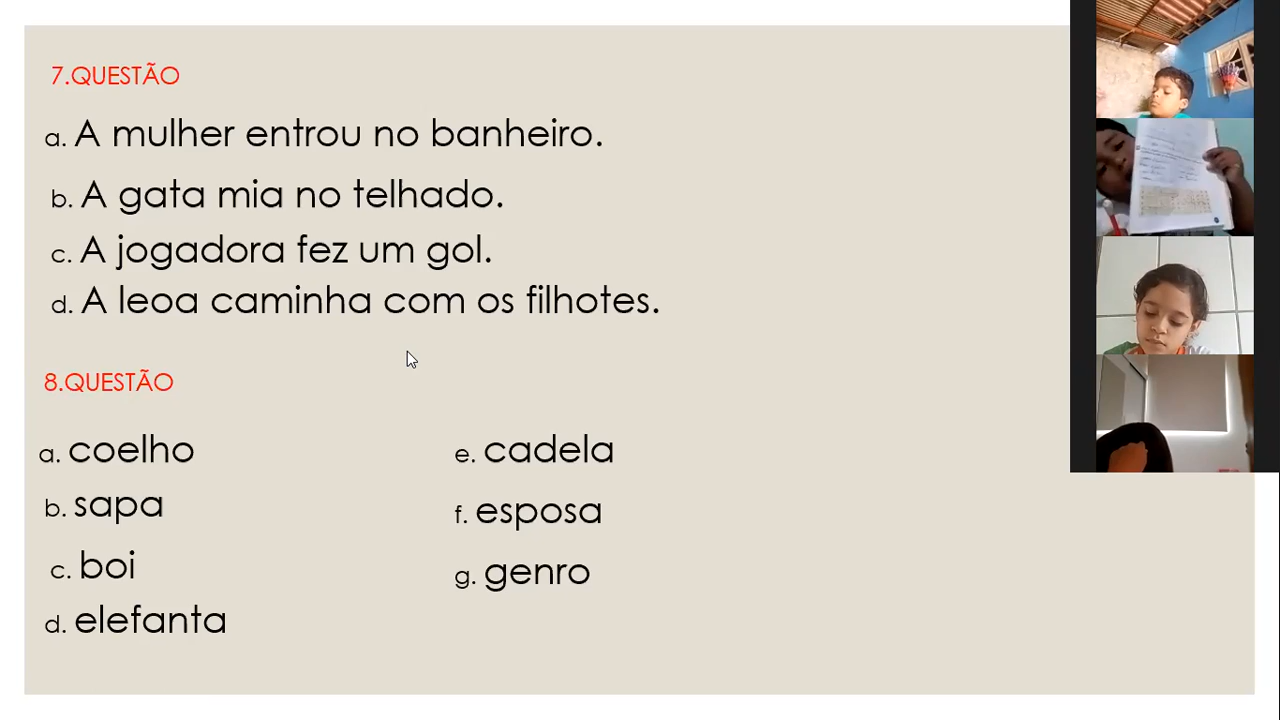 7.QUESTÃO
a. A mulher entrou no banheiro.
b. A gata mia no telhado.
c. A jogadora fez um gol.
d. A leoa caminha com os filhotes.
8.QUESTÃO
a. coelho
b. sapa
c. boi
d. elefanta
e. cadela
f. esposa
g. genro